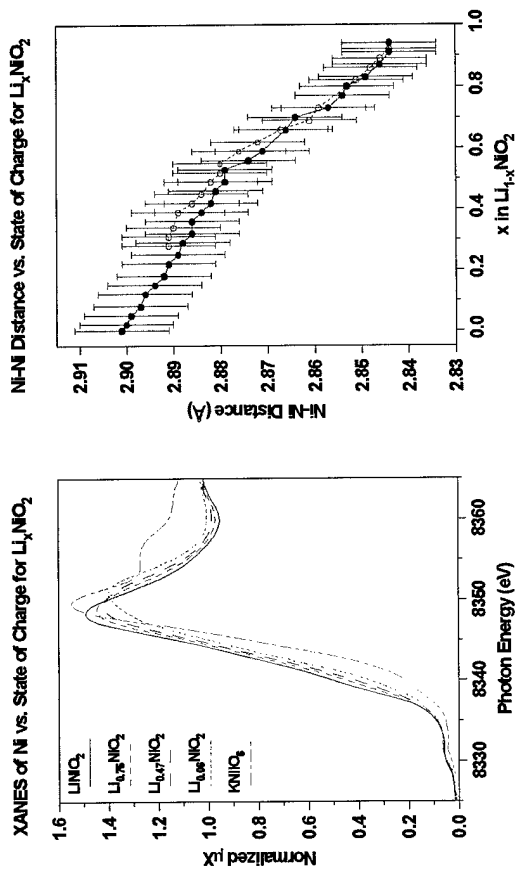 XANES of Ni vs. State of Charge for LixNiO2
Normalized μX
1.6
1.4
1.2
1.0
0.8
0.6
0.4
0.2
0.0
LiNiO2
Li0.75NiO2
Li0.47NiO2
Li0.06NiO2
KNiIO6
8330
8340
8350
8360
Photon Energy (eV)
Ni-Ni Distance vs. State of Charge for LixNiO2
Ni-Ni Distance (Å)
2.91
2.90
2.89
2.88
2.87
2.86
2.85
2.84
2.83
0.0
0.2
0.4
0.6
0.8
1.0
x in Li1-xNiO2